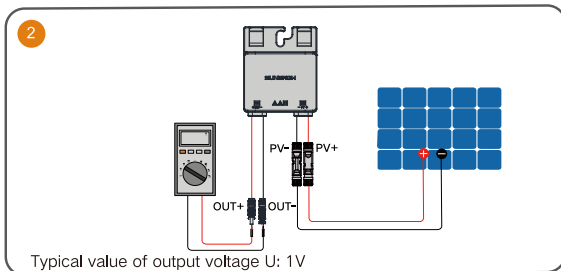 2
PV-
PV+
OUT+
OUT-
Typical value of output voltage U: 1V